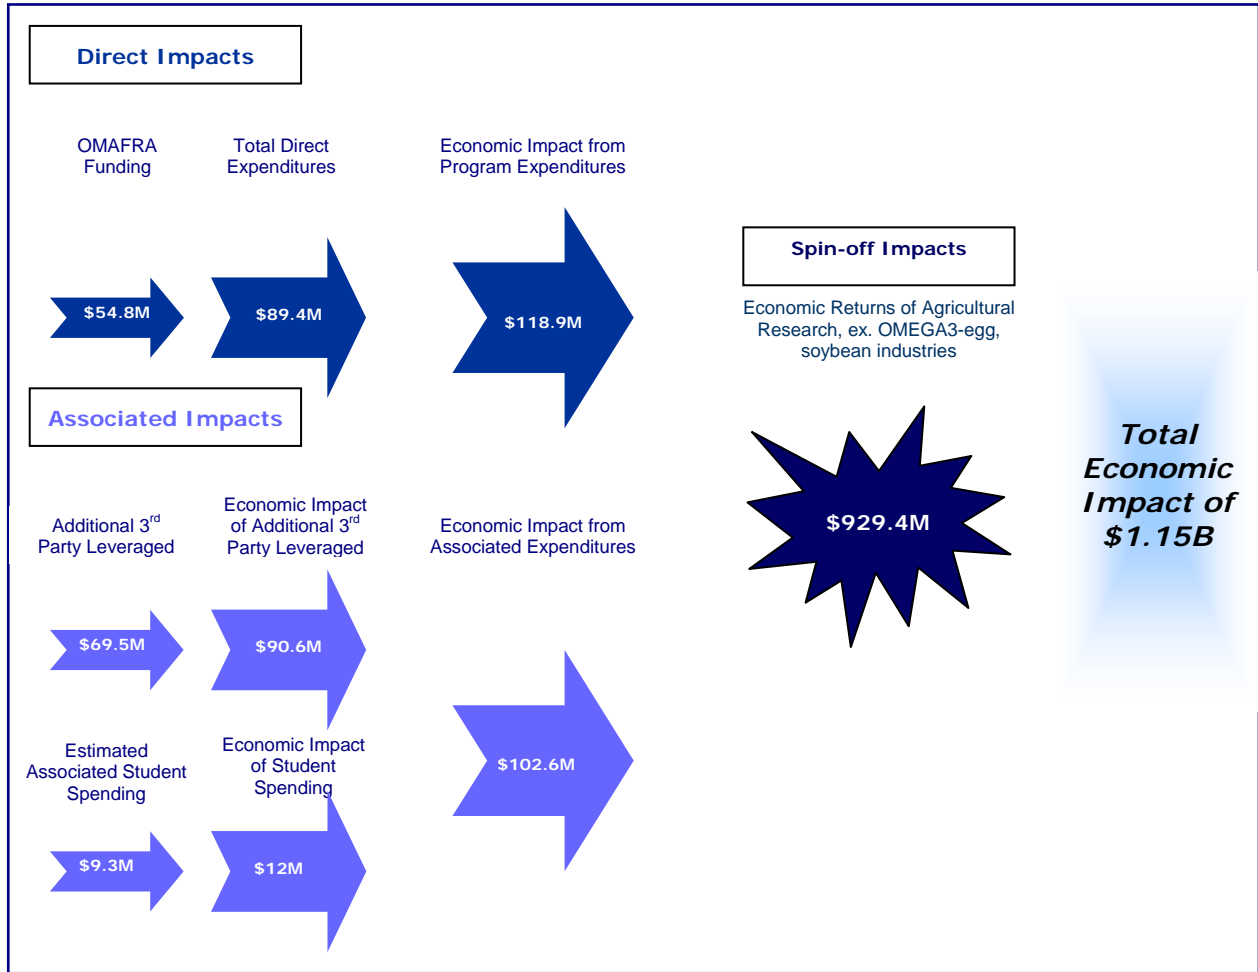 Direct Impacts
OMAFRA
Funding
Total Direct
Expenditures
Economic Impact from
Program Expenditures
$54.8M
$89.4M
$118.9M
Associated Impacts
Additional 3rd
Party Leveraged
Economic Impact
of Additional 3rd
Party Leveraged
Economic Impact from
Associated Expenditures
$69.5M
$90.6M
Estimated
Associated Student
Spending
Economic Impact
of Student
Spending
$102.6M
$9.3M
$12M
Spin-off Impacts
Economic Returns of Agricultural
Research, ex. OMEGA3-egg,
soybean industries
$929.4M
Total
Economic
Impact of
$1.15B